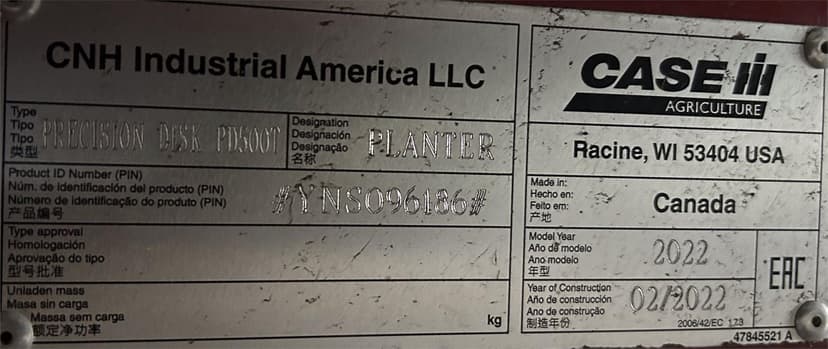 CNH Industrial America LLC
Type
Tipo
Tipo
类型
PRECISION DISK PD500T
Designation
Designación
Designação
名称
PLANTER
Product ID Number (PIN)
Núm. de identificación del producto (PIN)
Número de identificação do produto (PIN)
产品编号
#YNS096186#
Type approval
Homologación
Aprovação do tipo
型号批准
Unladen mass
Masa sin carga
Massa sem carga
额定净功率
kg
CASE IH
AGRICULTURE
Racine, WI 53404 USA
Made in:
Hecho en:
Feito em:
产地
Canada
Model Year
Año de modelo
Ano modelo
年型
2022
Year of Construction
Año de construcción
Ano de construção
制造年份
02/2022
2006/42/EC 1.7.3
EAC
47845521 A